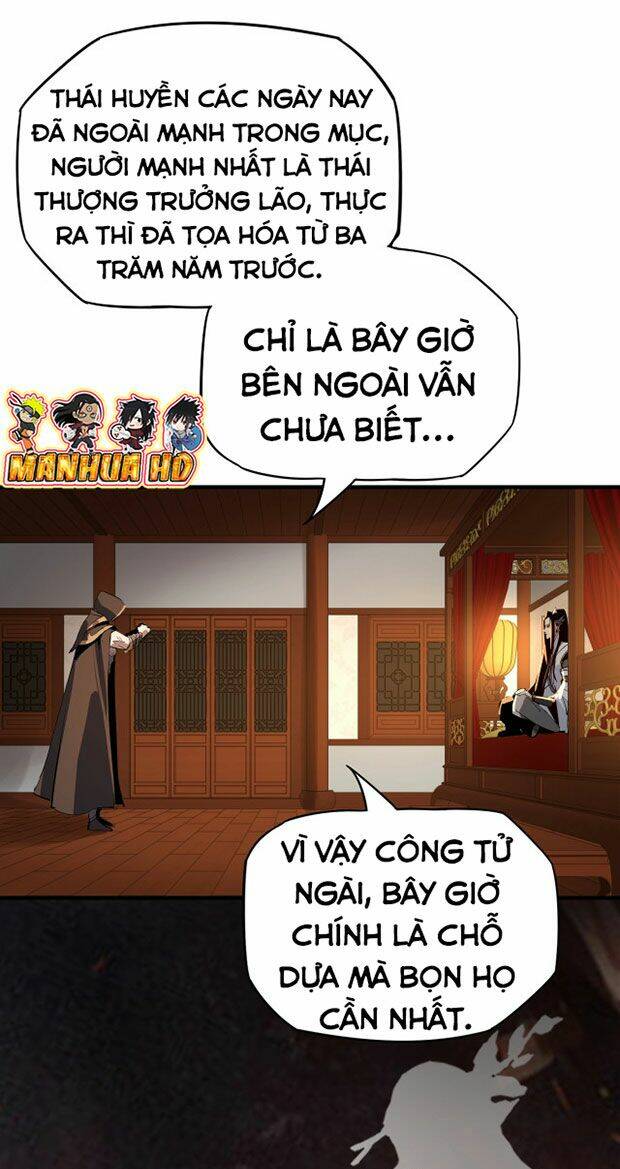 THÁI HUYỀN CÁC NGÀY NAY
ĐÃ NGOÀI MẠNH TRONG MỤC,
NGƯỜI MẠNH NHẤT LÀ THÁI
THƯỢNG TRƯỞNG LÃO, THỰC
RA THÌ ĐÃ TỌA HÓA TỪ BA
TRĂM NĂM TRƯỚC.
CHỈ LÀ BÂY GIỜ
BÊN NGOÀI VẪN
CHƯA BIẾT...
MANHUA HD
VÌ VẬY CÔNG TỬ
NGÀI, BÂY GIỜ
CHÍNH LÀ CHỖ
DỰA MÀ BỌN HỌ
CẦN NHẤT.